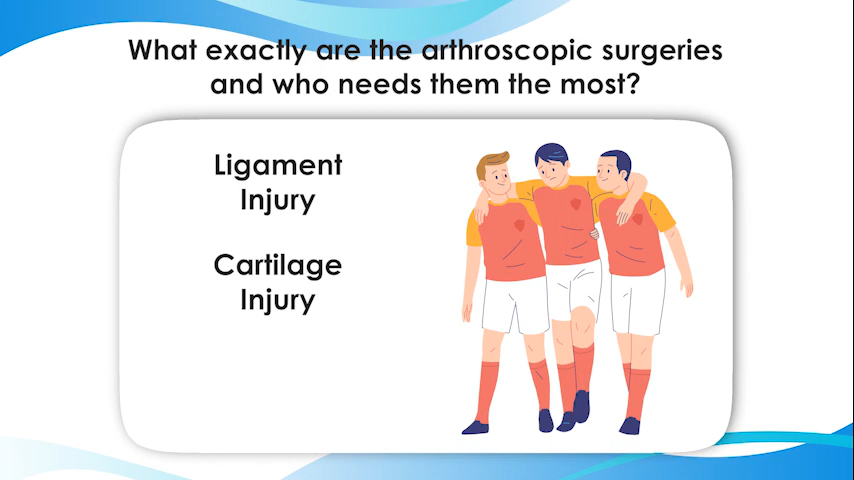 What exactly are the arthroscopic surgeries
and who needs them the most?
Ligament
Injury
Cartilage
Injury